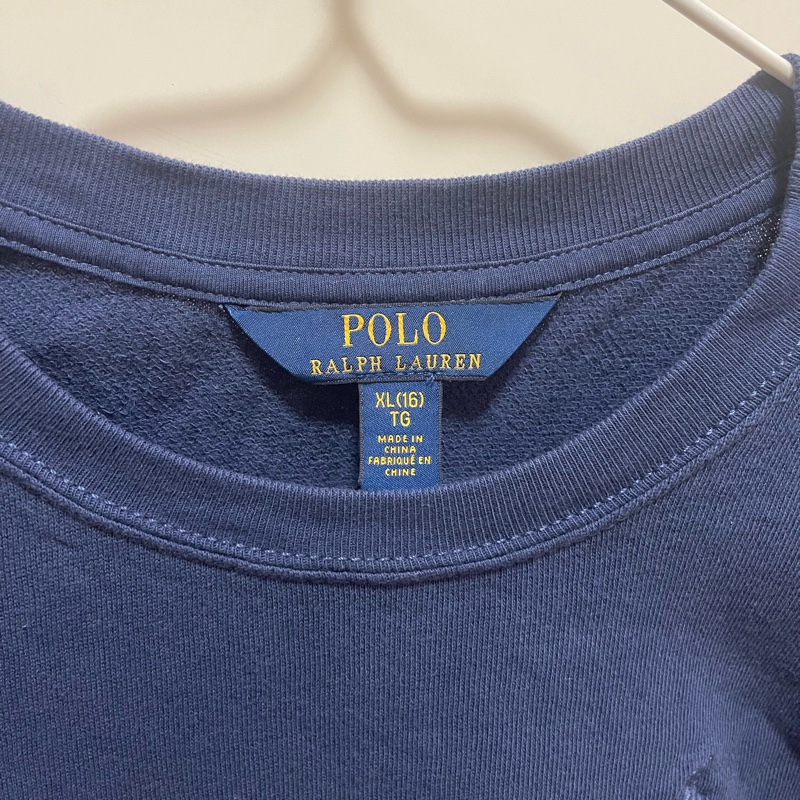 POLO
RALPH LAUREN
XL(16)
TG
MADE IN
CHINA
FABRIQUÉ EN
CHINE